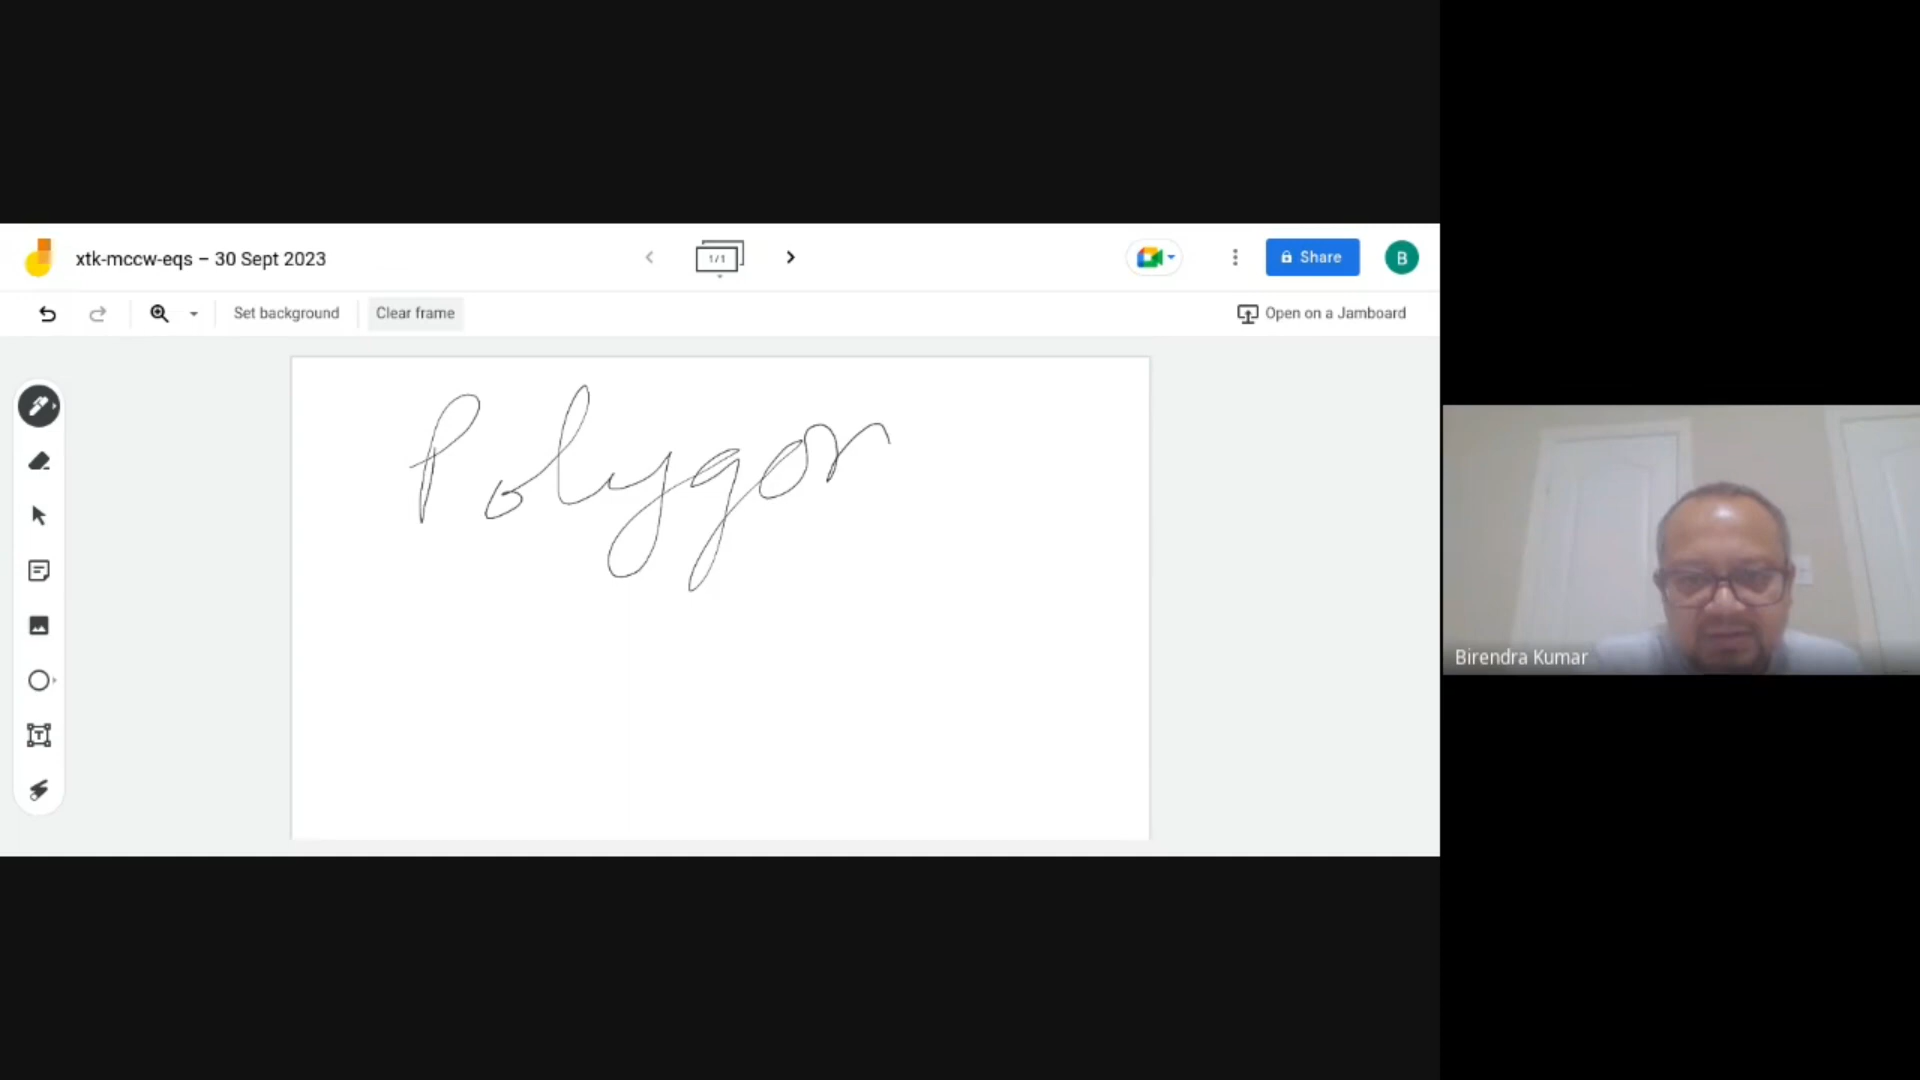 xtk-mccw-eqs – 30 Sept 2023
1/1
Share
B
Set background
Clear frame
Open on a Jamboard
Polygon
T
Birendra Kumar